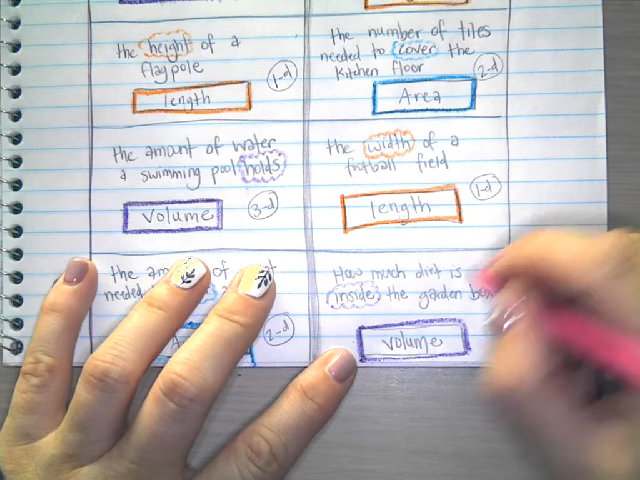 the height of a
flagpole
1-d
length
the number of tiles
needed to cover the
kitchen floor
2-d
Area
the amount of water
a swimming pool holds
Volume
3-d
the width of a
football field
1-d
length
the of
needed
2-d
How much dirt is
inside the garden
Volume